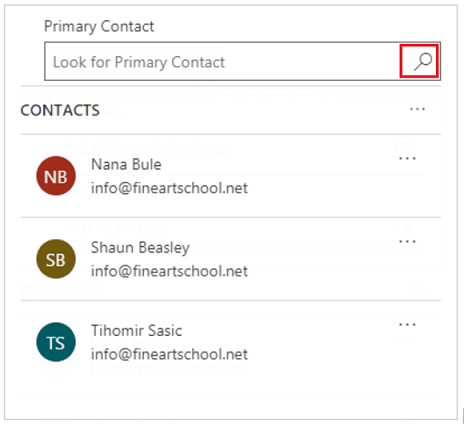 Primary Contact
Look for Primary Contact
CONTACTS ...
NB Nana Bule ...
info@fineartschool.net
SB Shaun Beasley ...
info@fineartschool.net
TS Tihomir Sasic ...
info@fineartschool.net